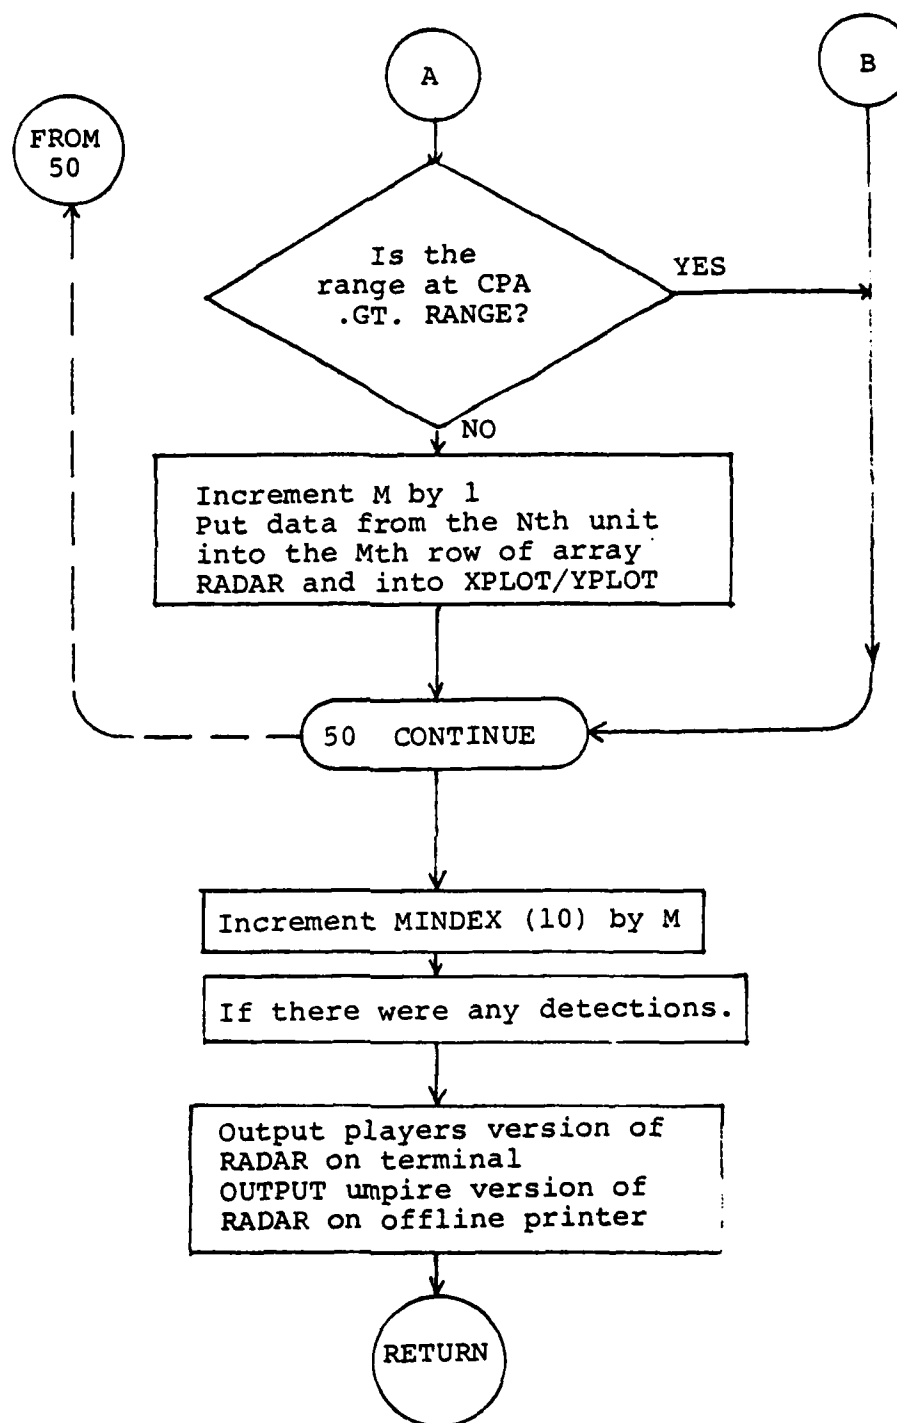 A
B
FROM
50
Is the
range at CPA
.GT. RANGE?
YES
NO
Increment M by 1
Put data from the Nth unit
into the Mth row of array
RADAR and into XPLOT/YPLOT
50 CONTINUE
Increment MINDEX (10) by M
If there were any detections.
Output players version of
RADAR on terminal
OUTPUT umpire version of
RADAR on offline printer
RETURN